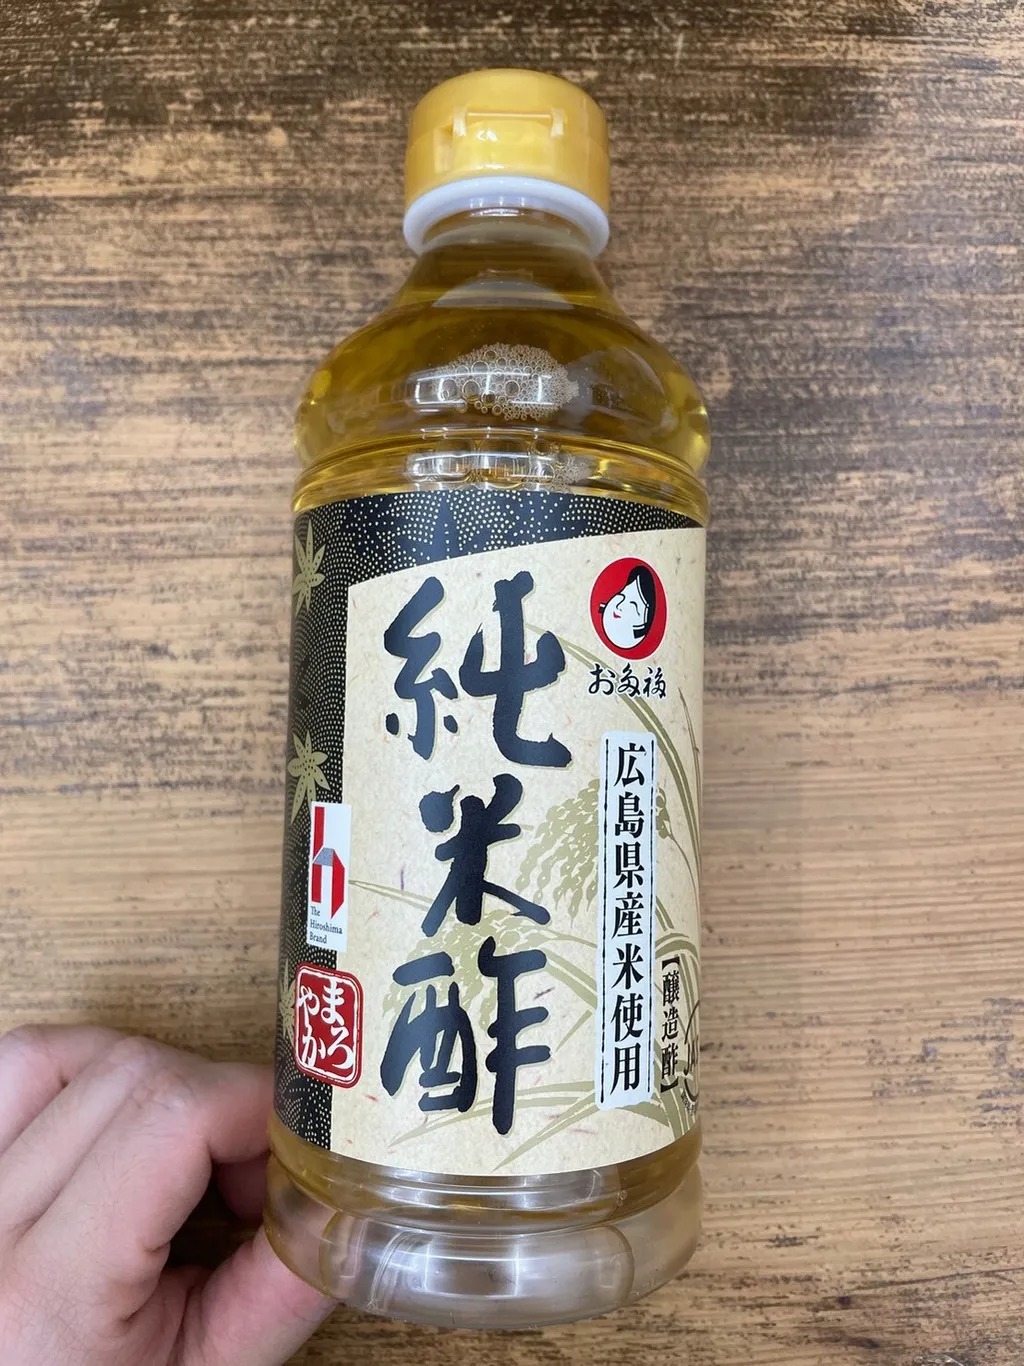 純米酢
お多福
広島県産米使用
【醸造酢】
The
Hiroshima
Brand
まろ
やか